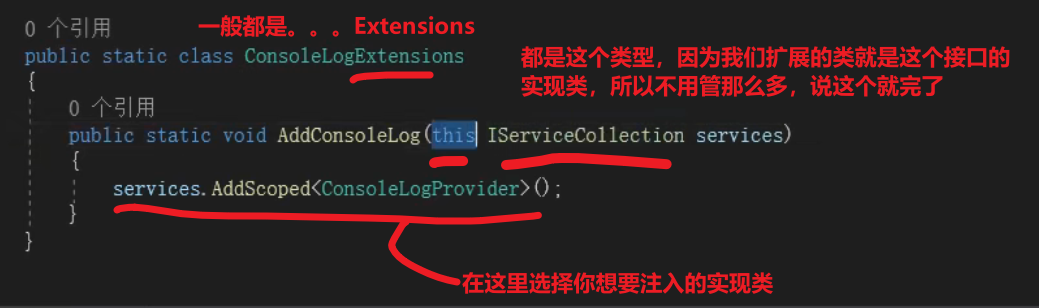 0 个引用
一般都是。。。Extensions
public static class ConsoleLogExtensions
都是这个类型，因为我们扩展的类就是这个接口的
实现类，所以不用管那么多，说这个就完了
{
0 个引用
public static void AddConsoleLog(this IServiceCollection services)
{
services.AddScoped<ConsoleLogProvider>();
}
}
在这里选择你想要注入的实现类